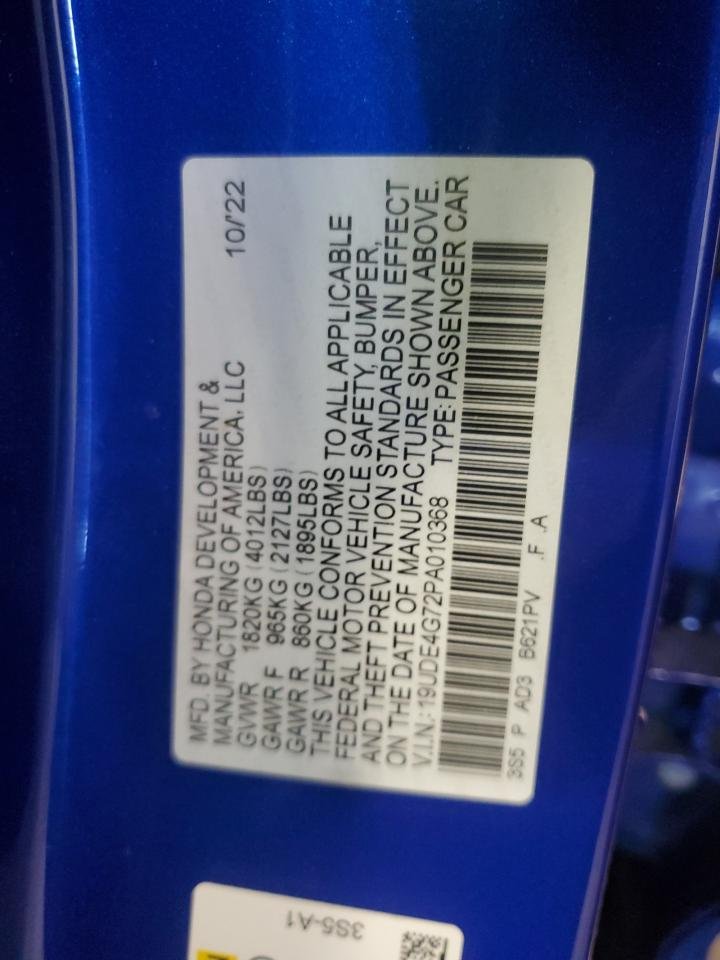 MFD. BY HONDA DEVELOPMENT &
MANUFACTURING OF AMERICA, LLC 10/'22
GVWR 1820KG (4012LBS)
GAWR F 965KG (2127LBS)
GAWR R 860KG (1895LBS)
THIS VEHICLE CONFORMS TO ALL APPLICABLE
FEDERAL MOTOR VEHICLE SAFETY, BUMPER,
AND THEFT PREVENTION STANDARDS IN EFFECT
ON THE DATE OF MANUFACTURE SHOWN ABOVE.
V.I.N.: 19UDE4G72PA010368 TYPE: PASSENGER CAR
3S5 P AD3 B621PV .F .A
3S5-A1